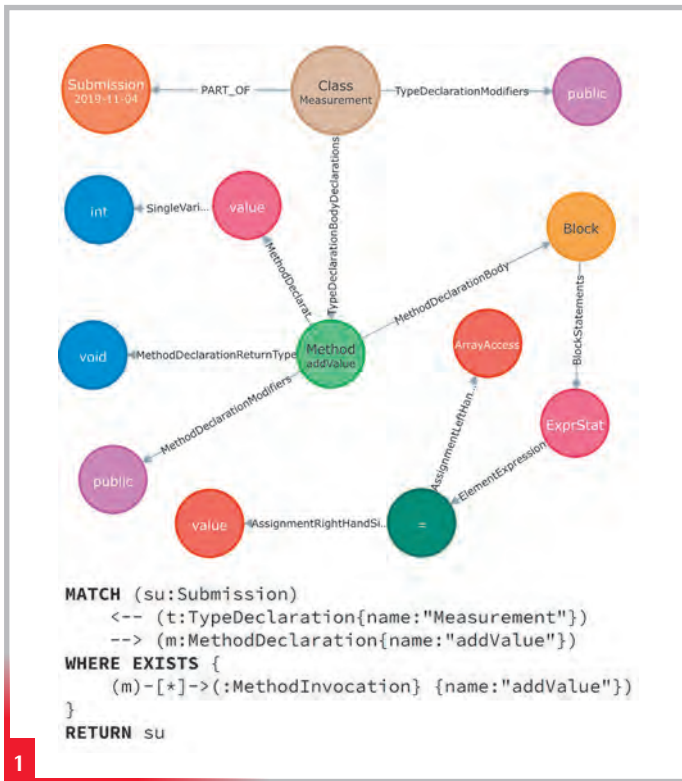 Submission
2019-11-04
PART_OF
Class
Measurement
TypeDeclarationModifiers
public
TypeDeclarationBodyDeclarations
int
SingleVari...
value
MethodDeclarat...
Block
MethodDeclarationBody
BlockStatements
void
MethodDeclarationReturnType
Method
addValue
ArrayAccess
MethodDeclarationModifiers
AssignmentLeftHan...
ExprStat
public
ElementExpression
value
AssignmentRightHandSi...
=
MATCH (su:Submission)
<-- (t:TypeDeclaration{name:"Measurement"})
--> (m:MethodDeclaration{name:"addValue"})
WHERE EXISTS {
(m)-[*]->(:MethodInvocation} {name:"addValue"})
}
RETURN su
1